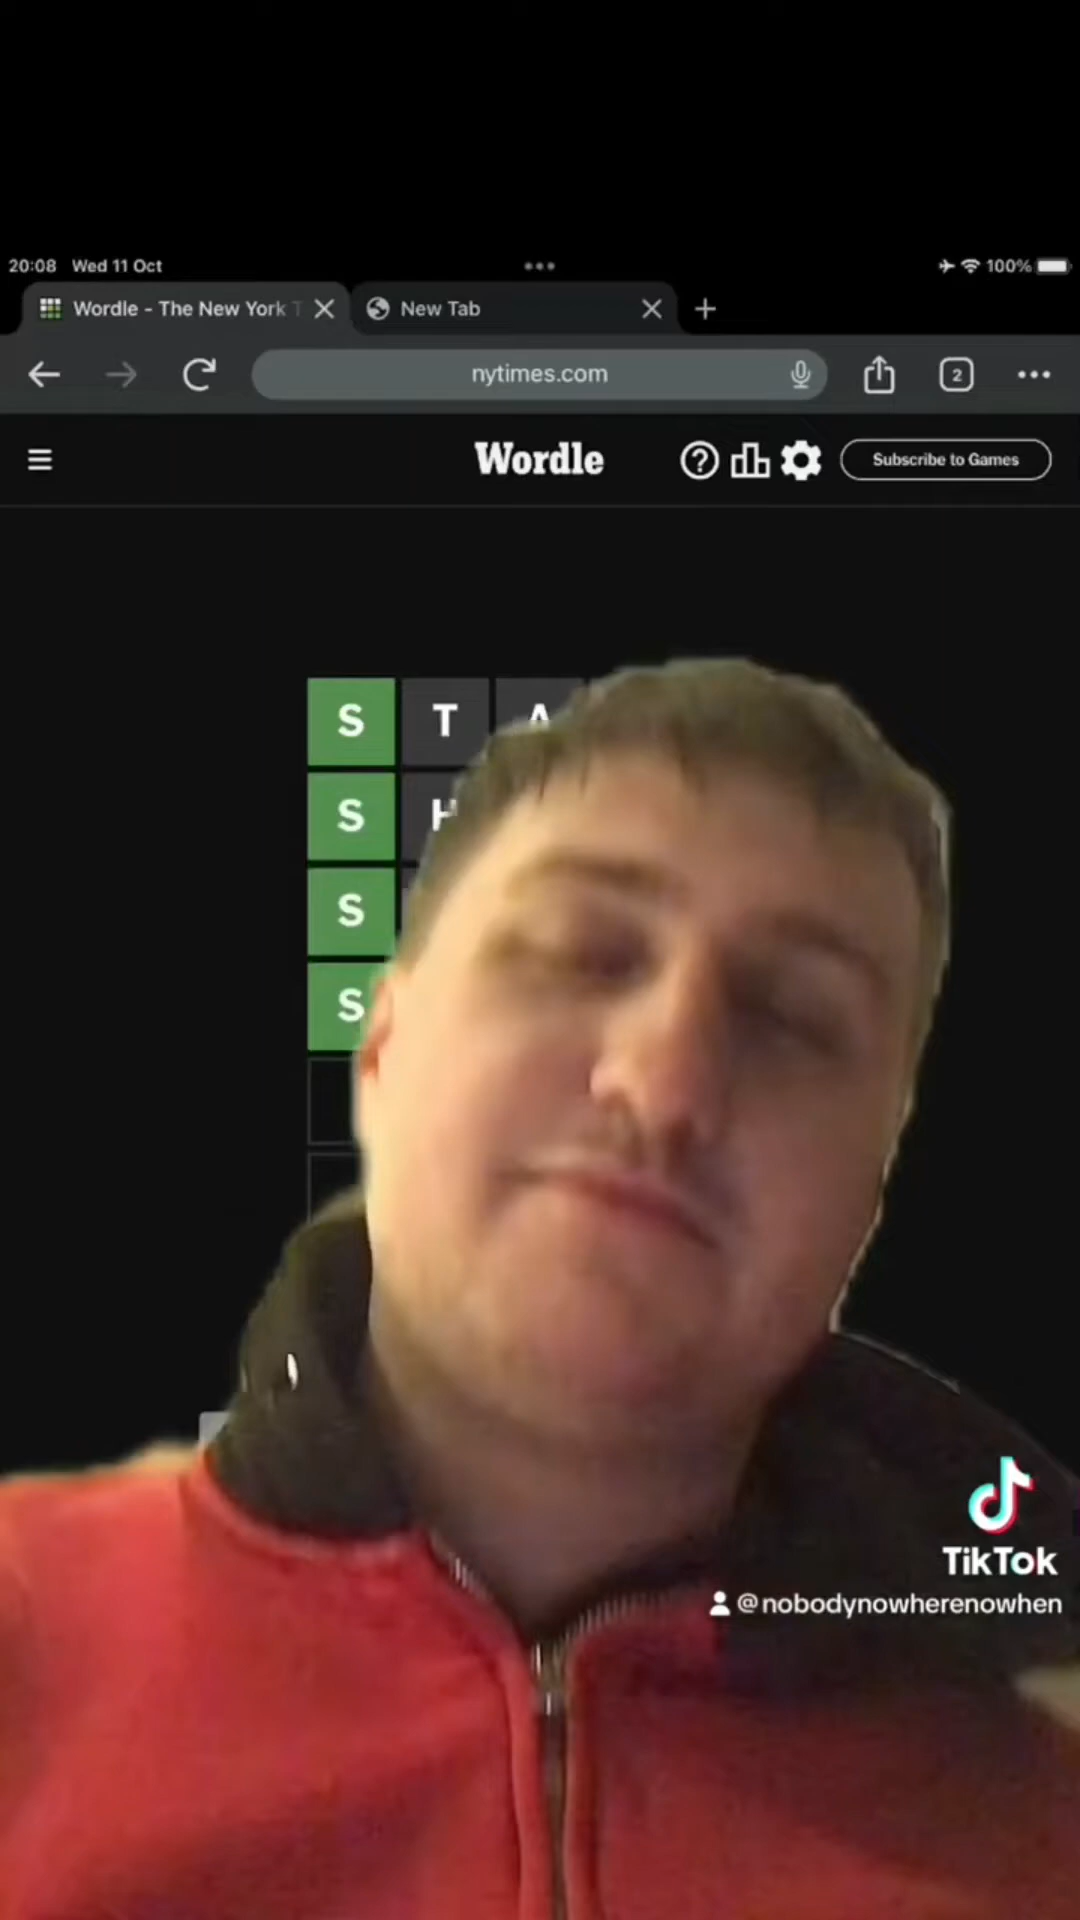 20:08 Wed 11 Oct
100%
Wordle - The New York T
New Tab
nytimes.com
2
Wordle
Subscribe to Games
S T A
S H
S
S
TikTok
@nobodynowherenowhen